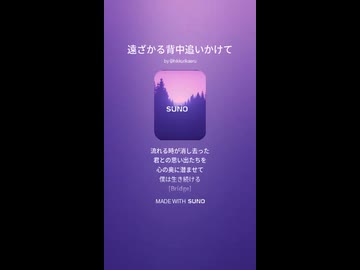 遠ざかる背中追いかけて
SUNO
流れる時が消し去った
君との思い出たちを
心の奥に潜ませて
僕は生き続ける
[Bridge]
MADE WITH SUNO